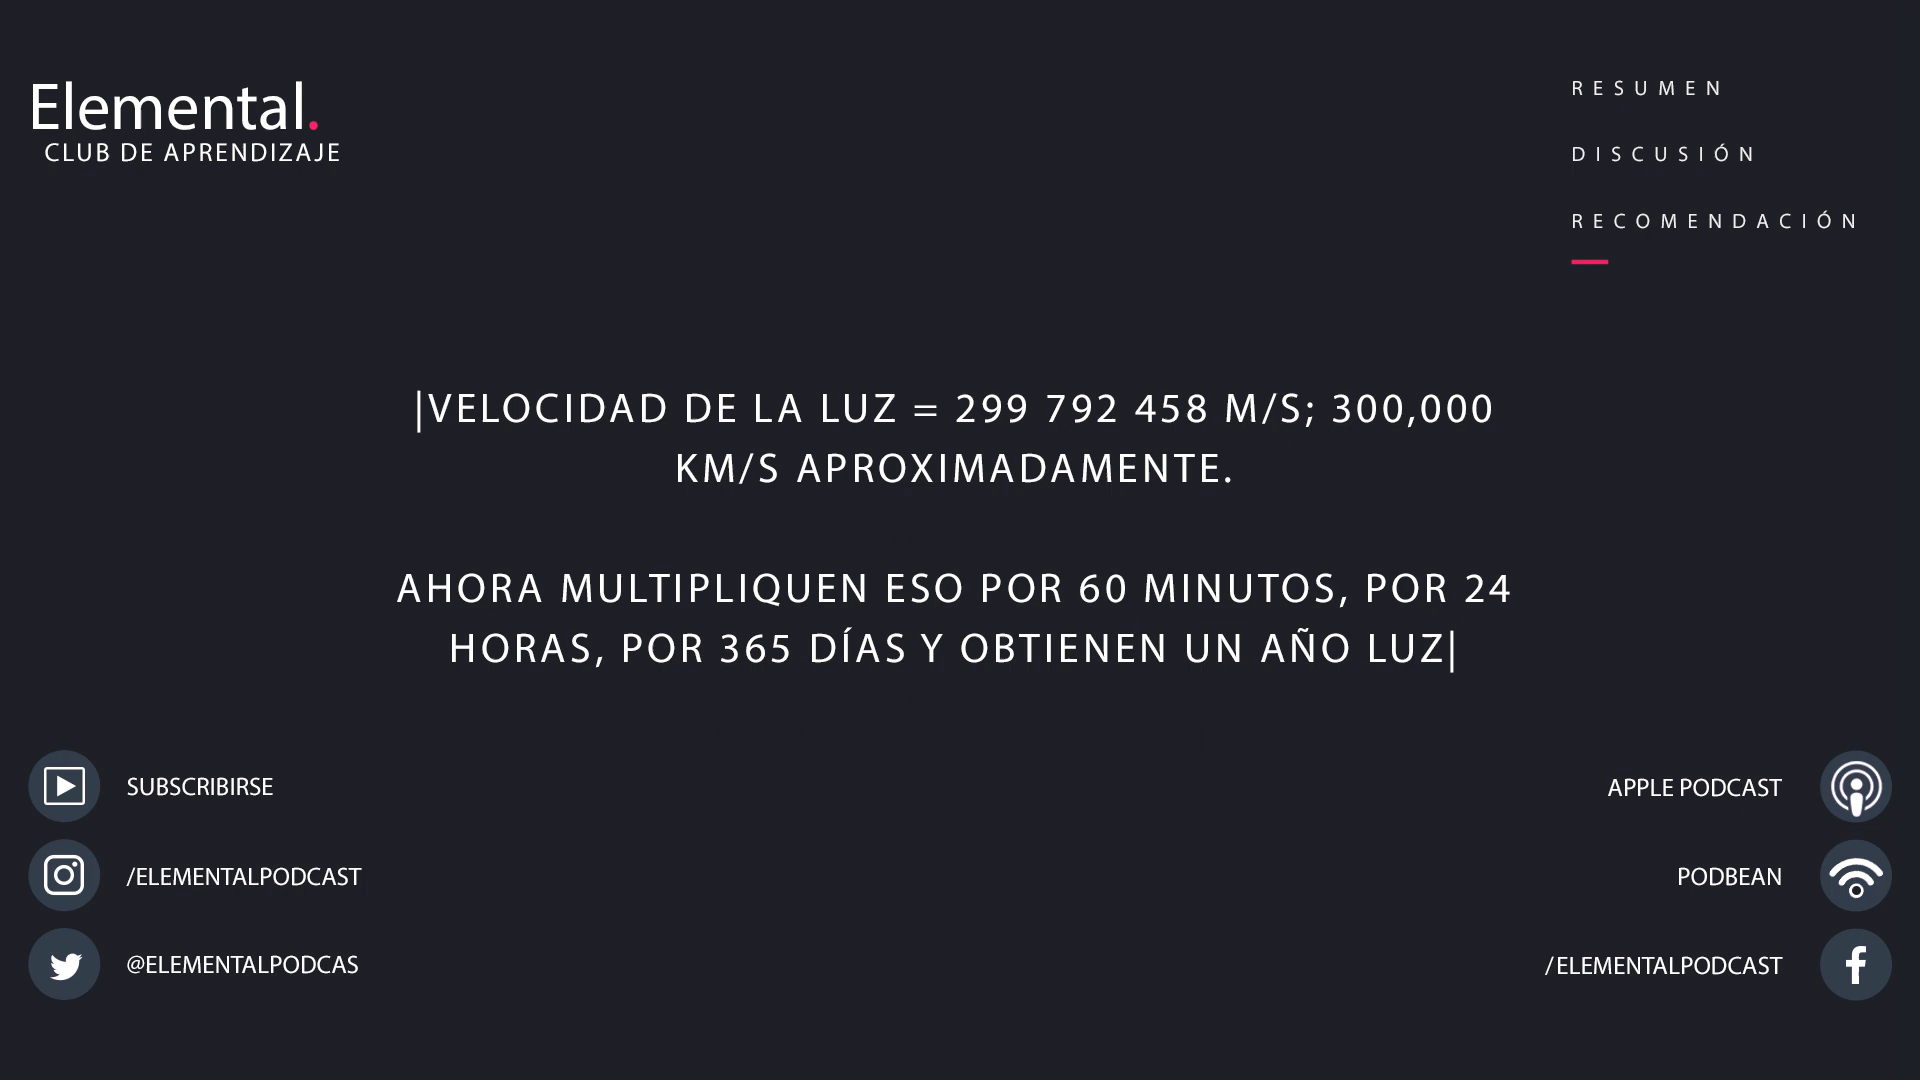 Elemental.
CLUB DE APRENDIZAJE
RESUMEN
DISCUSIÓN
RECOMENDACIÓN
|VELOCIDAD DE LA LUZ = 299 792 458 M/S; 300,000
KM/S APROXIMADAMENTE.
AHORA MULTIPLIQUEN ESO POR 60 MINUTOS, POR 24
HORAS, POR 365 DÍAS Y OBTIENEN UN AÑO LUZ|
SUBSCRIBIRSE
/ELEMENTALPODCAST
@ELEMENTALPODCAS
APPLE PODCAST
PODBEAN
/ELEMENTALPODCAST